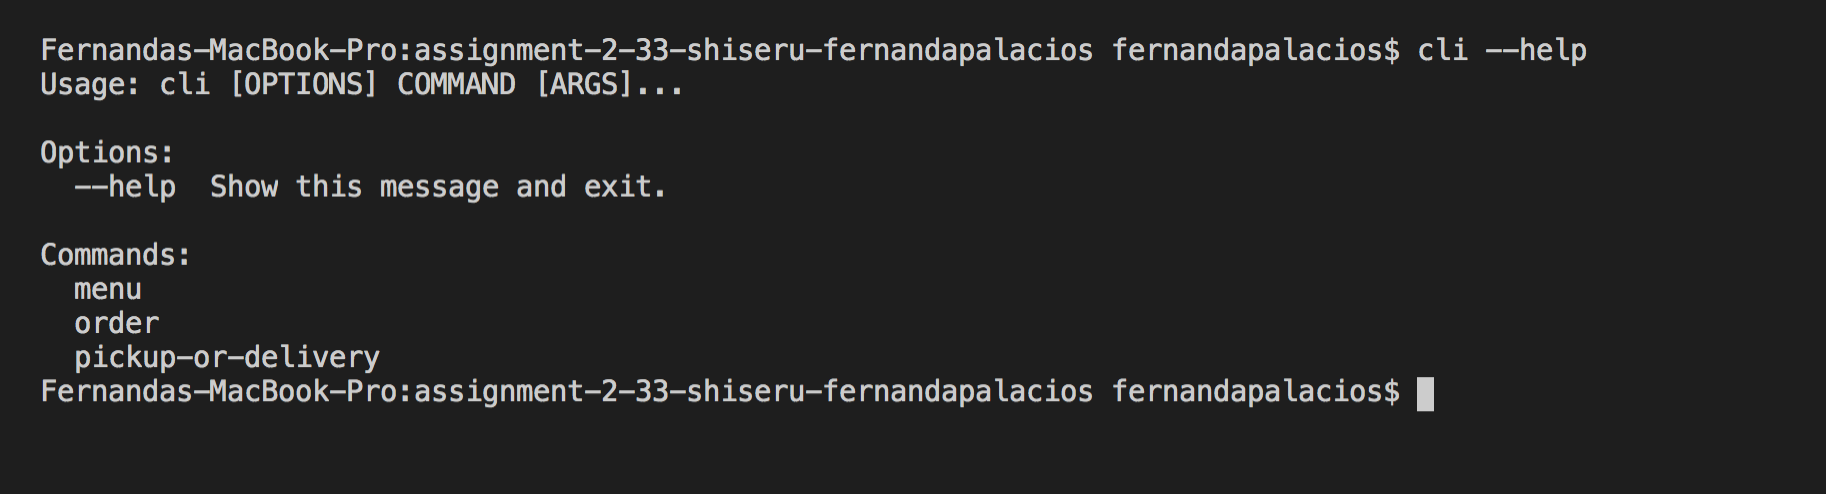 Fernandas-MacBook-Pro:assignment-2-33-shiseru-fernandapalacios fernandapalacios$ cli --help
Usage: cli [OPTIONS] COMMAND [ARGS]...
Options:
--help  Show this message and exit.
Commands:
menu
order
pickup-or-delivery
Fernandas-MacBook-Pro:assignment-2-33-shiseru-fernandapalacios fernandapalacios$